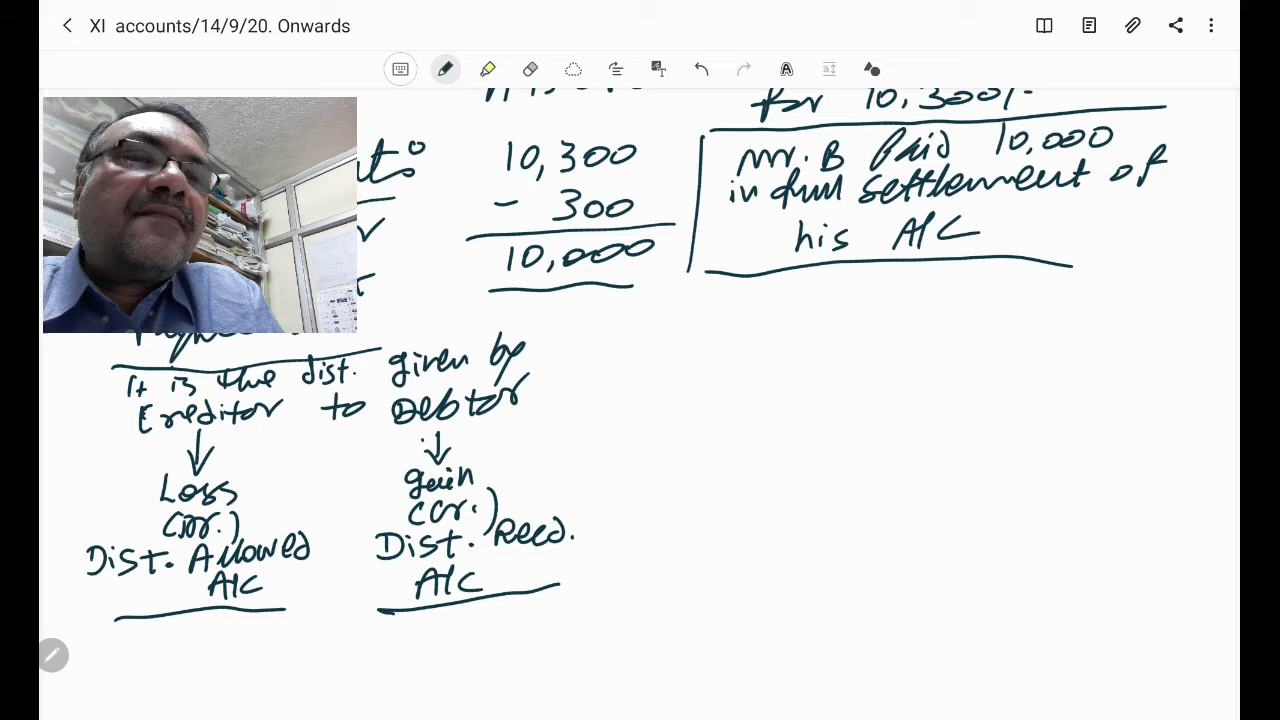 XI accounts/14/9/20. Onwards
for 10,300/-
10,300
- 300
10,000
Mr. B Paid 10,000
in full settlement of
his A/C
It is the dist. given by
Creditor to Debtor
Loss
(Dr.)
Dist. Allowed
A/C
gain
(Cr.)
Dist. Recd.
A/C